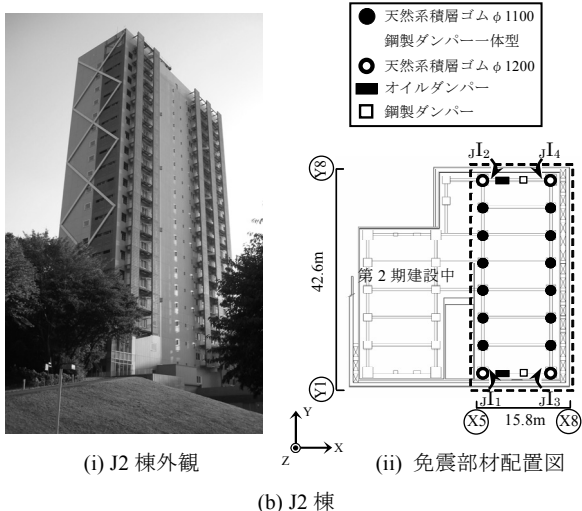 天然系積層ゴムφ1100
鋼製ダンパー一体型
天然系積層ゴムφ1200
オイルダンパー
鋼製ダンパー
JI2
JI4
Y8
42.6m
第2期建設中
Y1
JI1
JI3
X5
15.8m
X8
Y
Z
X
(i) J2 棟外観
(ii) 免震部材配置図
(b) J2 棟